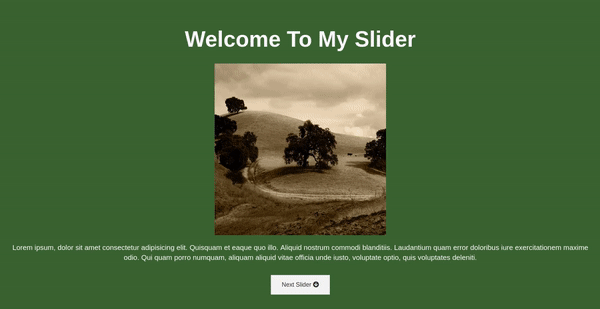 Welcome To My Slider
Lorem ipsum, dolor sit amet consectetur adipisicing elit. Quisquam et eaque quo illo. Aliquid nostrum commodi blanditiis. Laudantium quam error doloribus iure exercitationem maxime
odio. Qui quam porro numquam, aliquam aliquid vitae officia unde iusto, voluptate optio, quis voluptates deleniti.
Next Slider